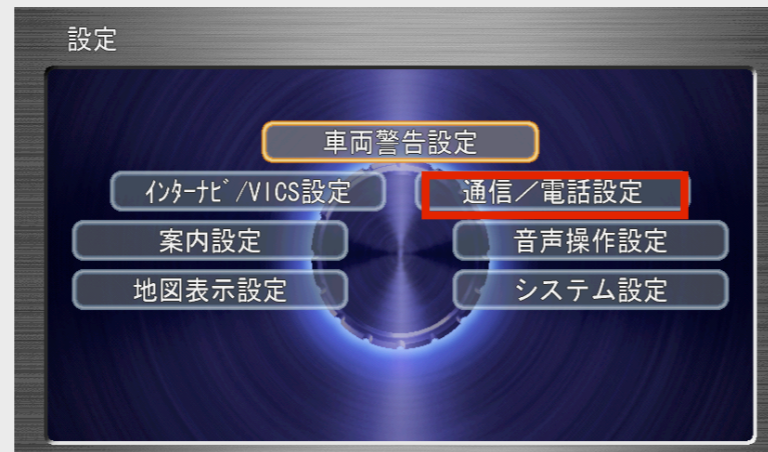 設定
車両警告設定
インターナビ/VICS設定
通信/電話設定
案内設定
音声操作設定
地図表示設定
システム設定